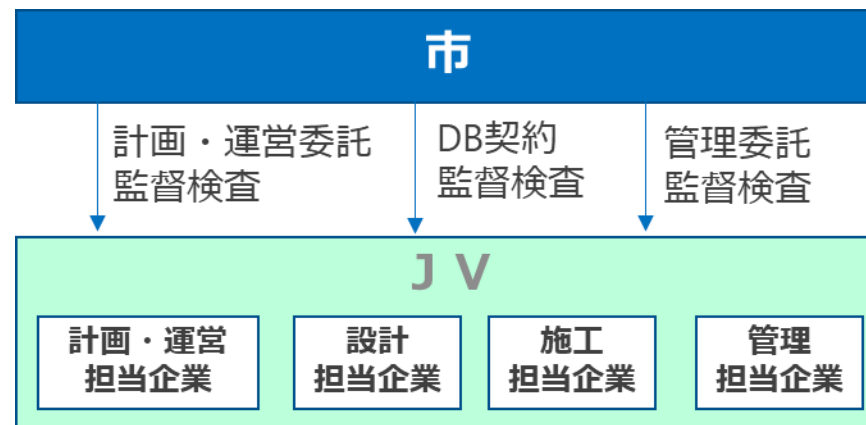 市
計画・運営委託
監督検査
DB契約
監督検査
管理委託
監督検査
ＪＶ
計画・運営
担当企業
設計
担当企業
施工
担当企業
管理
担当企業